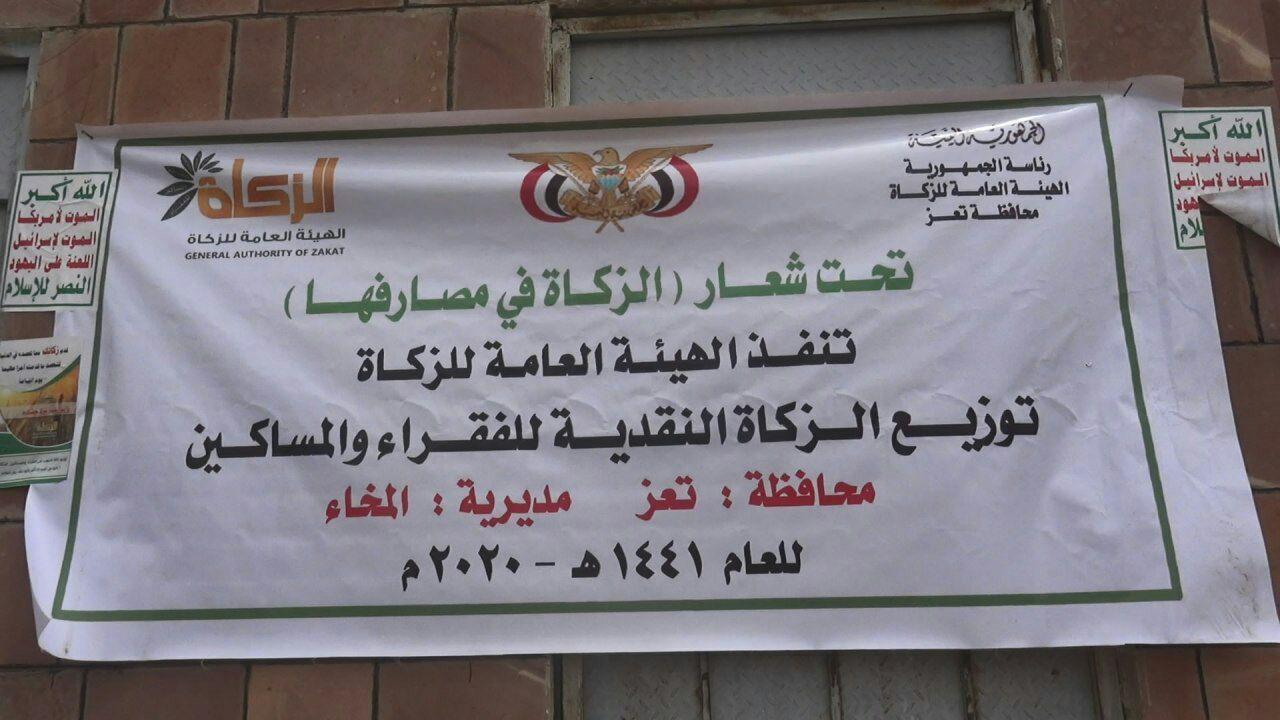 الجمهورية اليمنية
رئاسة الجمهورية
الهيئة العامة للزكاة
محافظة تعز
الزكاة
الهيئة العامة للزكاة
GENERAL AUTHORITY OF ZAKAT
تحت شعار ( الزكاة في مصارفها )
تنفذ الهيئة العامة للزكاة
توزيع الزكاة النقدية للفقراء والمساكين
محافظة : تعز مديرية : المخاء
للعام ١٤٤١ هـ - ٢٠٢٠ م
الله أكبر
الموت لأمريكا
الموت لإسرائيل
اللعنة على اليهود
النصر للإسلام
الله أكبر
الموت لأمريكا
الموت لإسرائيل